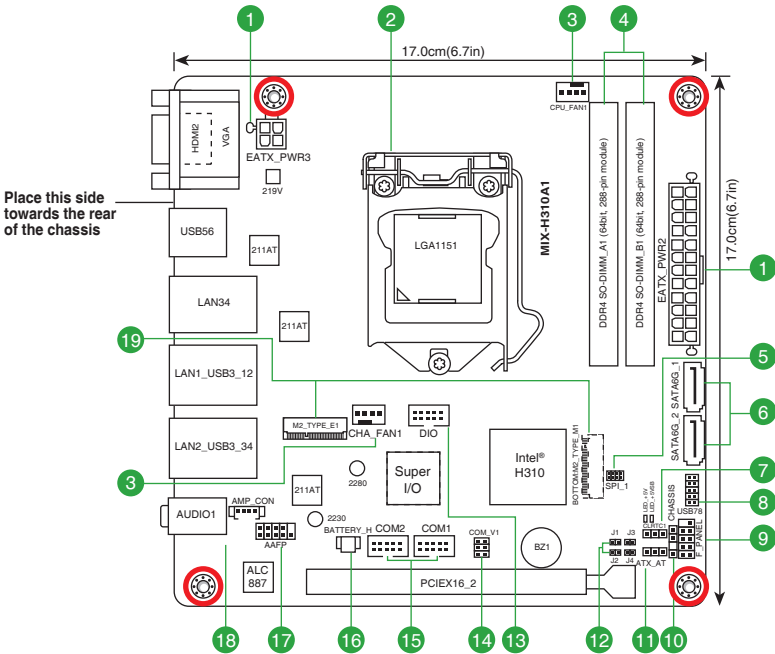 1
2
3
4
17.0cm(6.7in)
HDMI2
VGA
EATX_PWR3
219V
CPU_FAN1
Place this side
towards the rear
of the chassis
USB56
211AT
LGA1151
MIX-H310A1
DDR4 SO-DIMM_A1 (64bit, 288-pin module)
DDR4 SO-DIMM_B1 (64bit, 288-pin module)
EATX_PWR2
17.0cm(6.7in)
1
LAN34
211AT
19
5
LAN1_USB3_12
SATA6G_1
SATA6G_2
6
M2_TYPE_E1
CHA_FAN1
DIO
LAN2_USB3_34
Intel®
H310
BOTTOM:M2_TYPE_M1
7
3
2280
Super
I/O
SPI_1
211AT
LED_+5V
LED_+5VSB
CHASSIS
USB78
8
AMP_CON
AUDIO1
2230
CLRTC1
AAFP
BATTERY_H
COM2
COM1
COM_V1
BZ1
J1
J3
J2
J4
ATX_AT
F_PANEL
9
ALC
887
PCIEX16_2
18
17
16
15
14
13
12
11
10